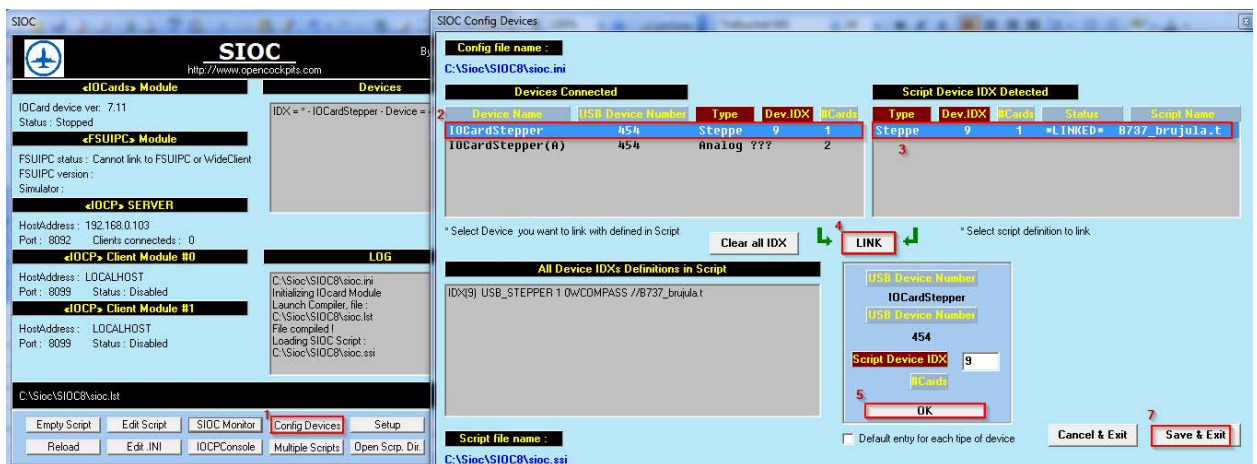 SIOC
SIOC
By
http://www.opencockpits.com
«IOCards» Module
IOCard device ver: 7.11
Status : Stopped
«FSUIPC» Module
FSUIPC status : Cannot link to FSUIPC or WideClient
FSUIPC version :
Simulator :
«IOCP» SERVER
HostAddress : 192.168.0.103
Port : 8092 Clients connecteds : 0
«IOCP» Client Module #0
HostAddress : LOCALHOST
Port : 8099 Status : Disabled
«IOCP» Client Module #1
HostAddress : LOCALHOST
Port : 8099 Status : Disabled
Devices
IDX = * - IOCardStepper - Device =
LOG
C:\Sioc\SIOC8\sioc.ini
Initializing IOcard Module
Launch Compiler, file :
C:\Sioc\SIOC8\sioc.lst
File compiled !
Loading SIOC Script :
C:\Sioc\SIOC8\sioc.ssi
C:\Sioc\SIOC8\sioc.lst
1
Empty Script Edit Script SIOC Monitor Config Devices Setup
Reload Edit .INI IOCPConsole Multiple Scripts Open Scrp. Dir.
SIOC Config Devices
Config file name :
C:\Sioc\SIOC8\sioc.ini
Devices Connected
2 Device Name USB Device Number Type Dev.IDX #Cards
IOCardStepper 454 Steppe 9 1
IOCardStepper(A) 454 Analog ??? 2
Script Device IDX Detected
Type Dev.IDX #Cards Status Script Name
Steppe 9 1 *LINKED* B737_brujula.t
3
* Select Device you want to link with defined in Script
Clear all IDX
4
LINK
* Select script definition to link
All Device IDXs Definitions in Script
IDX(9) USB_STEPPER 1 0WCOMPASS //B737_brujula.t
USB Device Number
IOCardStepper
USB Device Number
454
Script Device IDX 9
#Cards
5
OK
Default entry for each tipe of device
Cancel & Exit
7
Save & Exit
Script file name :
C:\Sioc\SIOC8\sioc.ssi